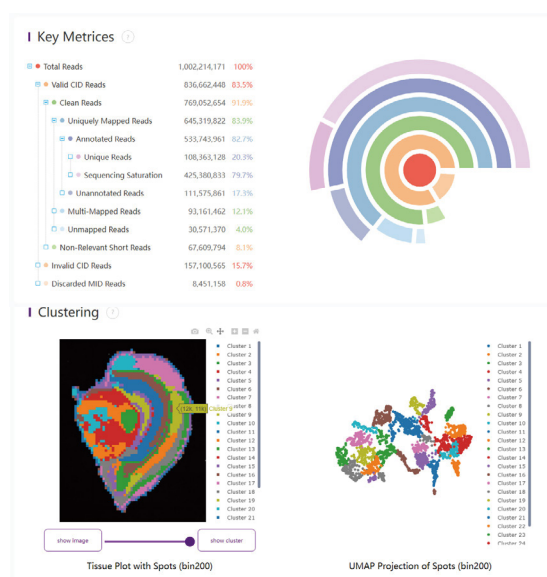 Key Metrices ?
Total Reads 1,002,214,171 100%
Valid CID Reads 836,662,448 83.5%
Clean Reads 769,052,654 91.9%
Uniquely Mapped Reads 645,319,822 83.9%
Annotated Reads 533,743,961 82.7%
Unique Reads 108,363,128 20.3%
Sequencing Saturation 425,380,833 79.7%
Unannotated Reads 111,575,861 17.3%
Multi-Mapped Reads 93,161,462 12.1%
Unmapped Reads 30,571,370 4.0%
Non-Relevant Short Reads 67,609,794 8.1%
Invalid CID Reads 157,100,565 15.7%
Discarded MID Reads 8,451,158 0.8%
Clustering ?
Cluster 1
Cluster 2
Cluster 3
Cluster 4
Cluster 5
Cluster 6
Cluster 7
Cluster 8
Cluster 9
Cluster 10
Cluster 11
Cluster 12
Cluster 13
Cluster 14
Cluster 15
Cluster 16
Cluster 17
Cluster 18
Cluster 19
Cluster 20
Cluster 21
show image
show cluster
Tissue Plot with Spots (bin200)
Cluster 1
Cluster 2
Cluster 3
Cluster 4
Cluster 5
Cluster 6
Cluster 7
Cluster 8
Cluster 9
Cluster 10
Cluster 11
Cluster 12
Cluster 13
Cluster 14
Cluster 15
Cluster 16
Cluster 17
Cluster 18
Cluster 19
Cluster 20
Cluster 21
Cluster 22
Cluster 23
Cluster 24
UMAP Projection of Spots (bin200)